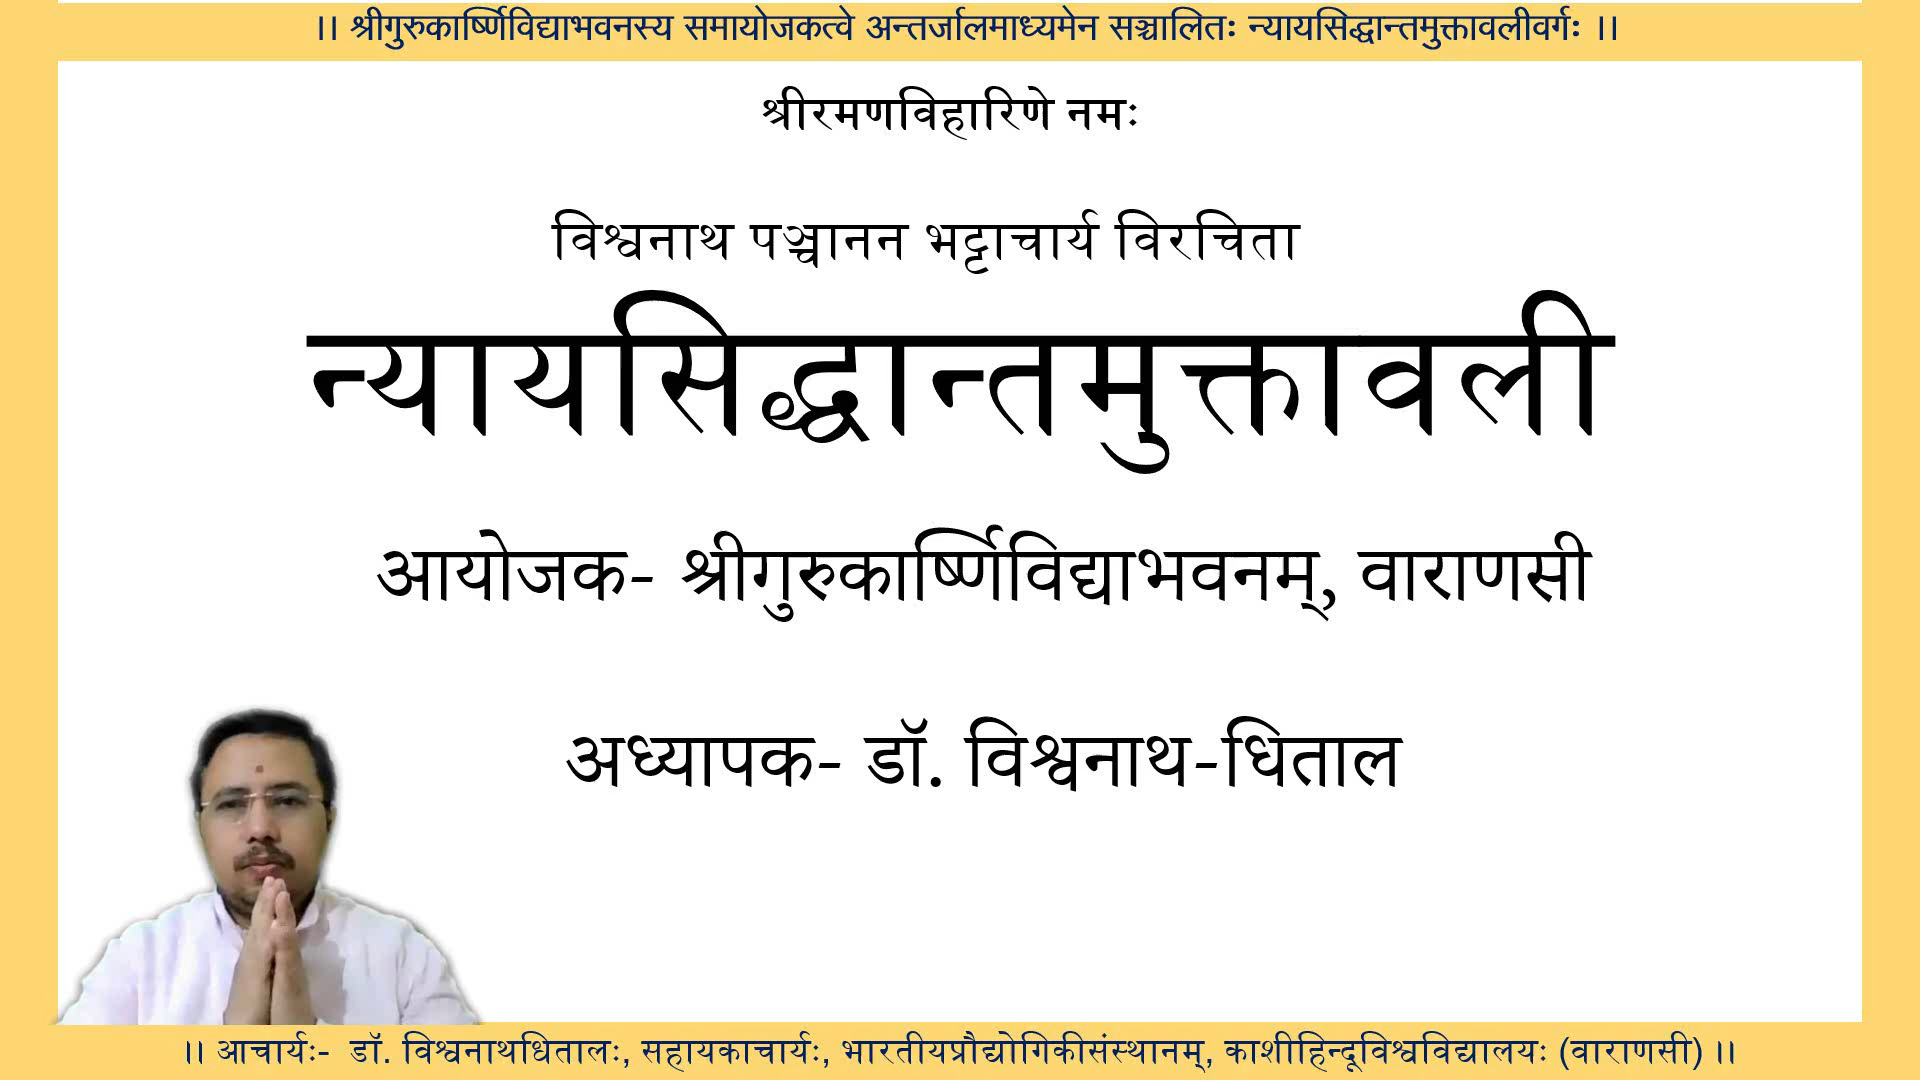 ।। श्रीगुरुकार्ष्णिविद्याभवनस्य समायोजकत्वे अन्तर्जालमाध्यमेन सञ्चालितः न्यायसिद्धान्तमुक्तावलीवर्गः ।।
श्रीरमणविहारिणे नमः
विश्वनाथ पञ्चानन भट्टाचार्य विरचिता
न्यायसिद्धान्तमुक्तावली
आयोजक- श्रीगुरुकार्ष्णिविद्याभवनम्, वाराणसी
अध्यापक- डॉ. विश्वनाथ-धिताल
।। आचार्यः- डॉ. विश्वनाथधितालः, सहायकाचार्यः, भारतीयप्रौद्योगिकीसंस्थानम्, काशीहिन्दूविश्वविद्यालयः (वाराणसी) ।।